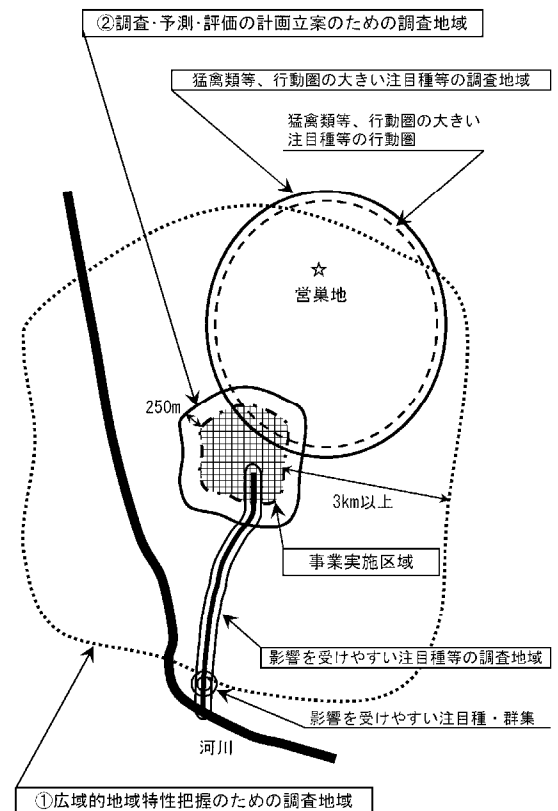 ②調査・予測・評価の計画立案のための調査地域
猛禽類等、行動圏の大きい注目種等の調査地域
猛禽類等、行動圏の大きい
注目種等の行動圏
☆
営巣地
250m
3km以上
事業実施区域
影響を受けやすい注目種等の調査地域
影響を受けやすい注目種・群集
河川
①広域的地域特性把握のための調査地域